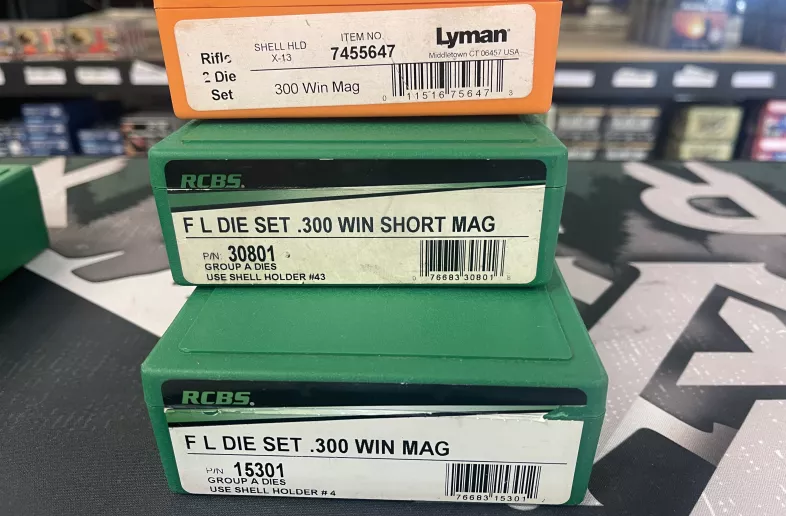 Rifle
2 Die
Set
SHELL HLD
X-13
ITEM NO.
7455647
Lyman
Middletown CT 06457 USA
300 Win Mag
0 11516 75647 3
RCBS.
F L DIE SET .300 WIN SHORT MAG
P/N 30801
GROUP A DIES
USE SHELL HOLDER #43
0 76683 30801
RCBS.
F L DIE SET .300 WIN MAG
P/N 15301
GROUP A DIES
USE SHELL HOLDER # 4
76683 15301